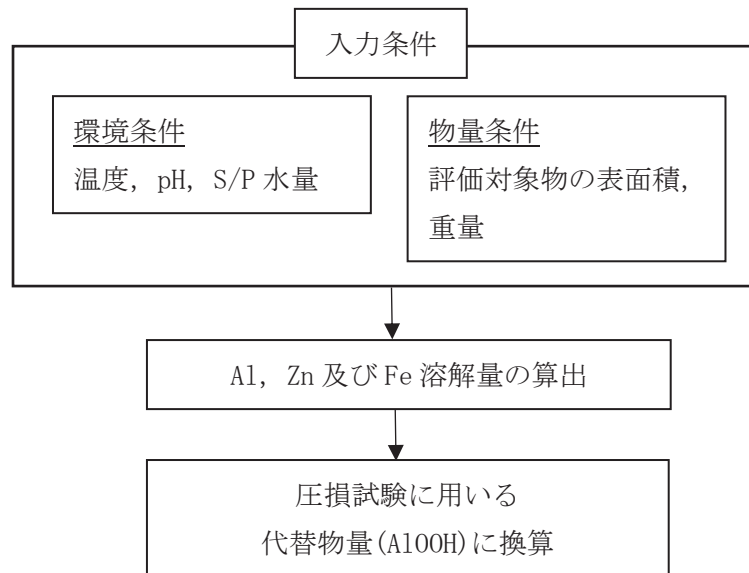 入力条件
環境条件
温度, pH, S/P 水量
物量条件
評価対象物の表面積,
重量
Al, Zn 及び Fe 溶解量の算出
圧損試験に用いる
代替物量(AlOOH)に換算